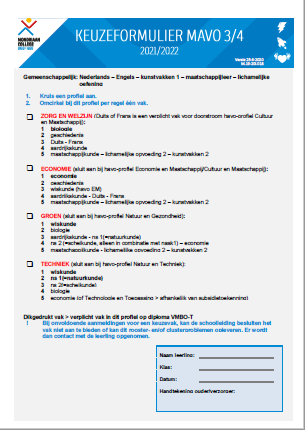 MONDRIAAN
COLLEGE
KEUZEFORMULIER MAVO 3/4
2021/2022
Gemeenschappelijk: Nederlands – Engels – kunstvakken 1 – maatschappijleer – lichamelijke
oefening
1. Kruis een profiel aan.
2. Omcirkel bij dit profiel per regel één vak.
ZORG EN WELZIJN (Duits of Frans is een verplicht vak voor doorstroom havo-profiel Cultuur
en Maatschappij):
1 biologie
2 geschiedenis
3 Duits - Frans
4 aardrijkskunde
5 maatschappijkunde – lichamelijke opvoeding 2 – kunstvakken 2
ECONOMIE (sluit aan bij havo-profiel Economie en Maatschappij/Cultuur en Maatschappij):
1 economie
2 geschiedenis
3 wiskunde (havo EM)
4 aardrijkskunde - Duits - Frans
5 maatschappijkunde – lichamelijke opvoeding 2 – kunstvakken 2
GROEN (sluit aan bij havo-profiel Natuur en Gezondheid):
1 wiskunde
2 biologie
3 aardrijkskunde - ns 1(=natuurkunde)
4 ns 2(=scheikunde, alleen in combinatie met nask1) – economie
5 maatschappijkunde – lichamelijke opvoeding 2 – kunstvakken 2
TECHNIEK (sluit aan bij havo-profiel Natuur en Techniek):
1 wiskunde
2 ns 1(=natuurkunde)
3 ns 2(=scheikunde)
4 biologie
5 economie (of Technologie en Toepassing > afhankelijk van subsidietoekenning)
Dikgedrukt vak > verplicht vak in dit profiel op diploma VMBO-T
! Bij onvoldoende aanmeldingen voor een keuzevak, kan de schoolleiding besluiten het
vak niet aan te bieden of kan dit rooster- en/of clusterproblemen opleveren. Er wordt
dan contact met de leerling opgenomen.
Naam leerling:
Klas:
Datum:
Handtekening ouder/verzorger: